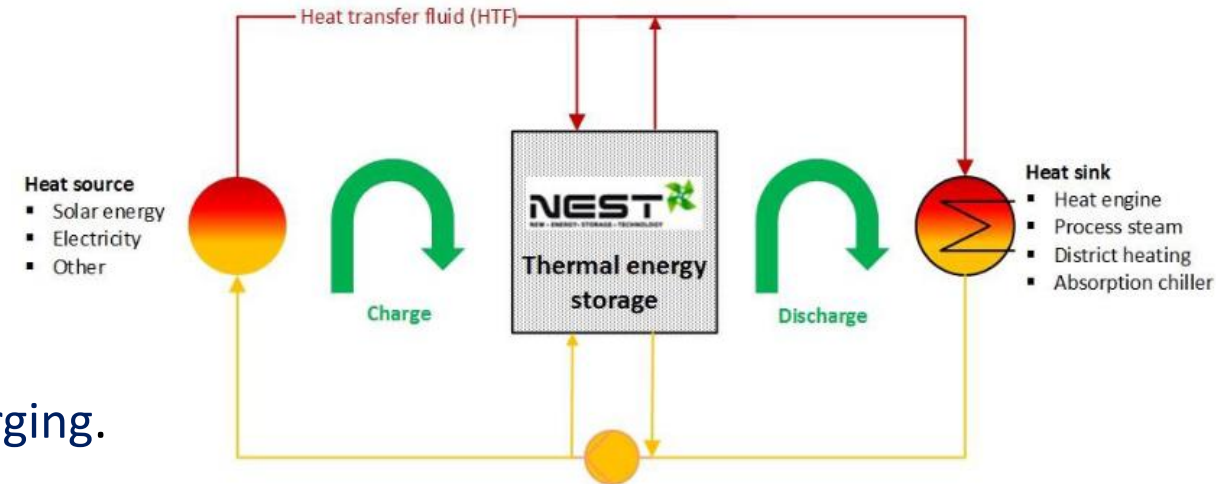 Heat transfer fluid (HTF)
Heat source
▪ Solar energy
▪ Electricity
▪ Other
Charge
NEST
NEW - ENERGY - STORAGE - TECHNOLOGY
Thermal energy
storage
Discharge
Heat sink
▪ Heat engine
▪ Process steam
▪ District heating
▪ Absorption chiller
rging.